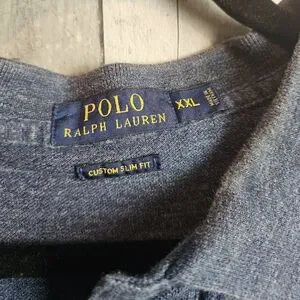 POLO
RALPH LAUREN
XXL
CUSTOM SLIM FIT